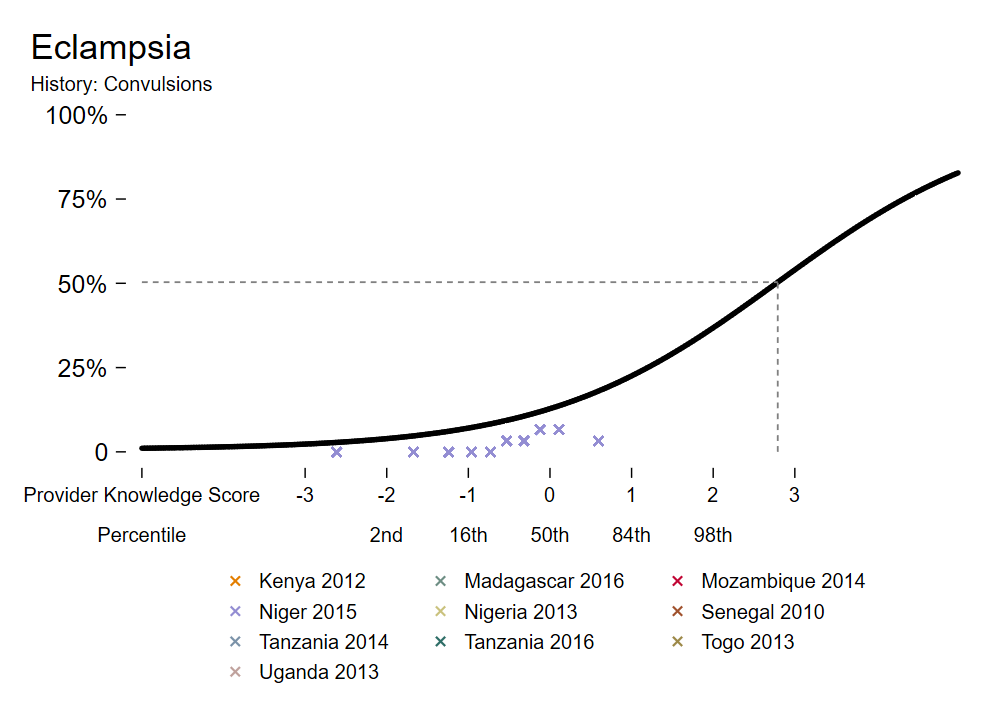 Eclampsia
History: Convulsions
100%
75%
50%
25%
0
Provider Knowledge Score -3 -2 -1 0 1 2 3
Percentile 2nd 16th 50th 84th 98th
Kenya 2012 Madagascar 2016 Mozambique 2014
Niger 2015 Nigeria 2013 Senegal 2010
Tanzania 2014 Tanzania 2016 Togo 2013
Uganda 2013